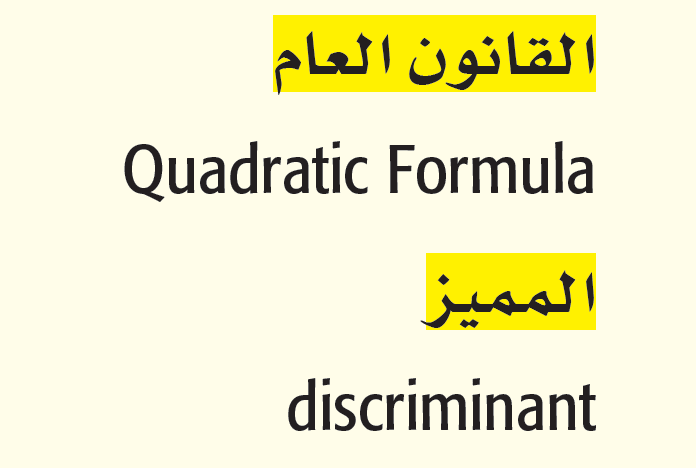 القانون العام
Quadratic Formula
المميز
discriminant